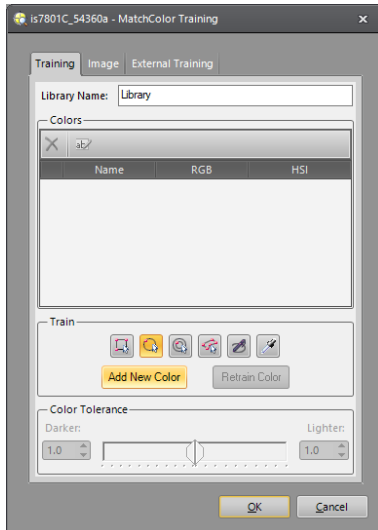 is7801C_54360a - MatchColor Training
Training Image External Training
Library Name: Library
Colors
ab
Name RGB HSI
Train
Add New Color Retrain Color
Color Tolerance
Darker: Lighter:
1.0 1.0
OK Cancel